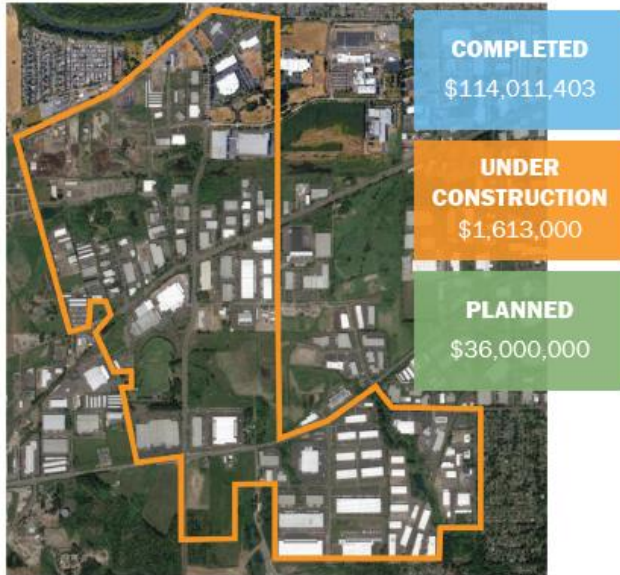 COMPLETED
$114,011,403
UNDER
CONSTRUCTION
$1,613,000
PLANNED
$36,000,000